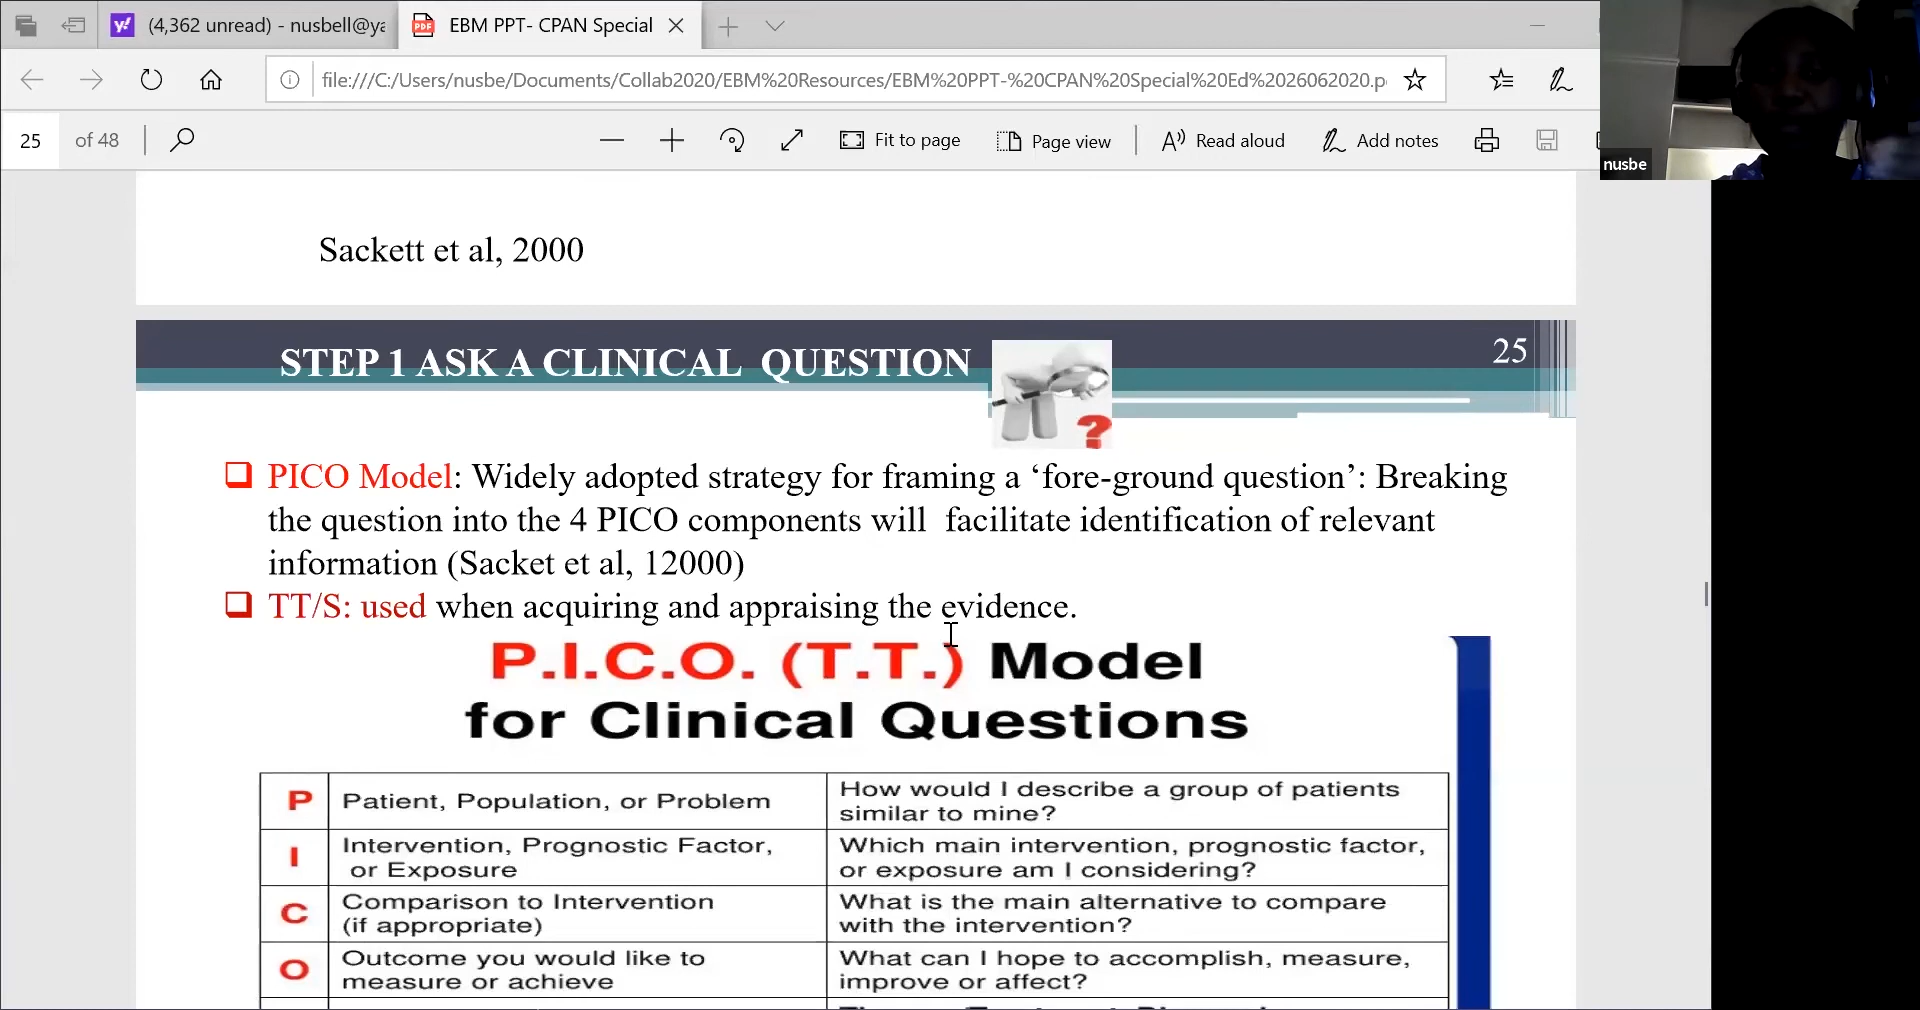 (4,362 unread) - nusbell@ya
EBM PPT- CPAN Special
file:///C:/Users/nusbe/Documents/Collab2020/EBM%20Resources/EBM%20PPT-%20CPAN%20Special%20Ed%2026062020.p
25 of 48
Fit to page
Page view
Read aloud
Add notes
nusbe
Sackett et al, 2000
STEP 1 ASK A CLINICAL QUESTION
25
PICO Model: Widely adopted strategy for framing a ‘fore-ground question’: Breaking
the question into the 4 PICO components will facilitate identification of relevant
information (Sacket et al, 12000)
TT/S: used when acquiring and appraising the evidence.
P.I.C.O. (T.T.) Model
for Clinical Questions
P
Patient, Population, or Problem
How would I describe a group of patients
similar to mine?
I
Intervention, Prognostic Factor,
or Exposure
Which main intervention, prognostic factor,
or exposure am I considering?
C
Comparison to Intervention
(if appropriate)
What is the main alternative to compare
with the intervention?
O
Outcome you would like to
measure or achieve
What can I hope to accomplish, measure,
improve or affect?